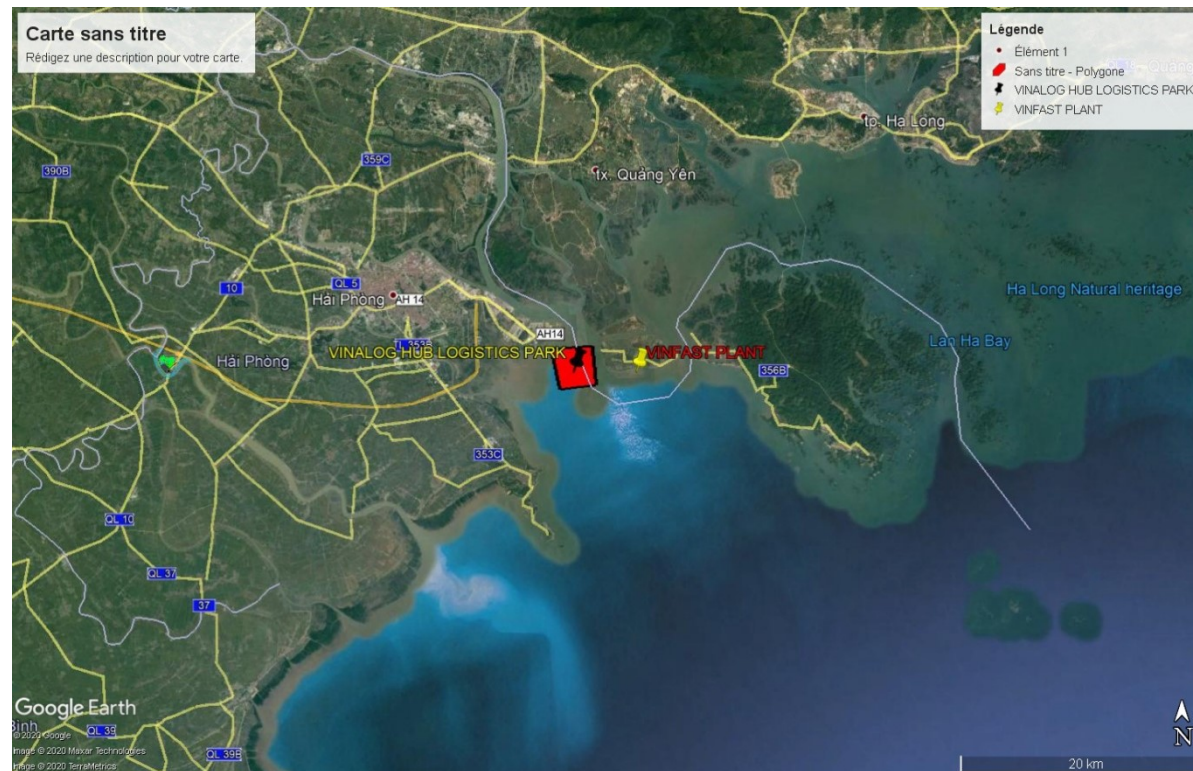 Carte sans titre
Rédigez une description pour votre carte.
Légende
Élément 1
Sans titre - Polygone
VINALOG HUB LOGISTICS PARK
VINFAST PLANT
tp. Ha Long
359C
390B
tx. Quảng Yên
10
QL 5
Hải Phòng
AH 14
Ha Long Natural heritage
AH14
Lan Ha Bay
VINALOG HUB LOGISTICS PARK
VINFAST PLANT
Hải Phòng
356B
353C
QL 10
QL 37
37
Google Earth
© 2020 Google
Image © 2020 Maxar Technologies
Image © 2020 TerraMetrics
QL 39
QL 39B
N
20 km